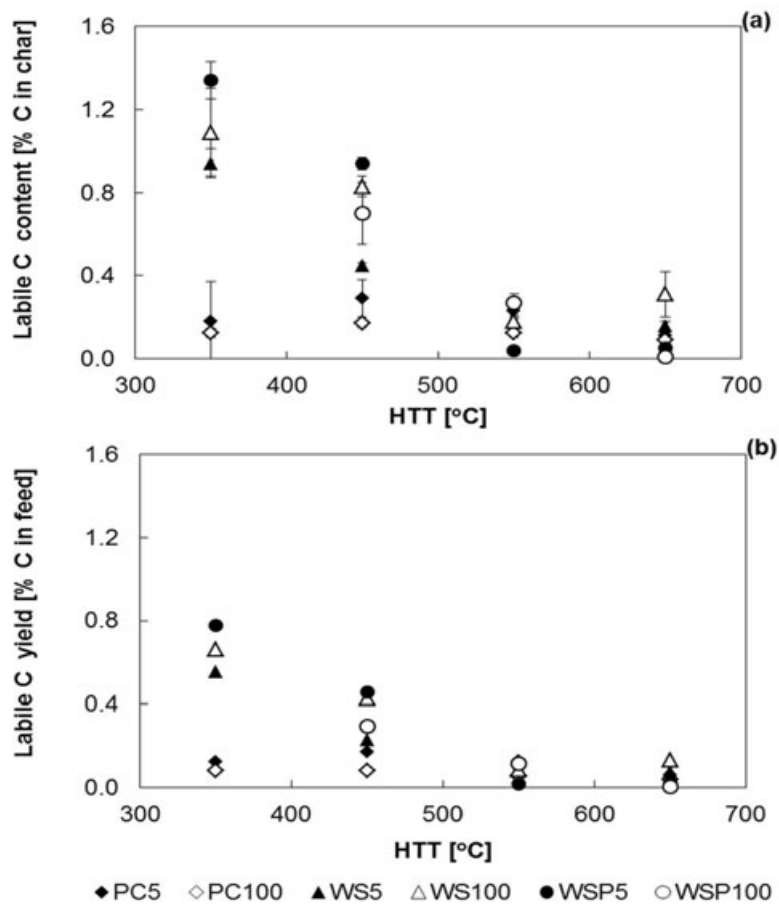 (a)
Labile C content [% C in char]
1.6
1.2
0.8
0.4
0.0
300 400 500 600 700
HTT [°C]
(b)
Labile C yield [% C in feed]
1.6
1.2
0.8
0.4
0.0
300 400 500 600 700
HTT [°C]
PC5 PC100 WS5 WS100 WSP5 WSP100